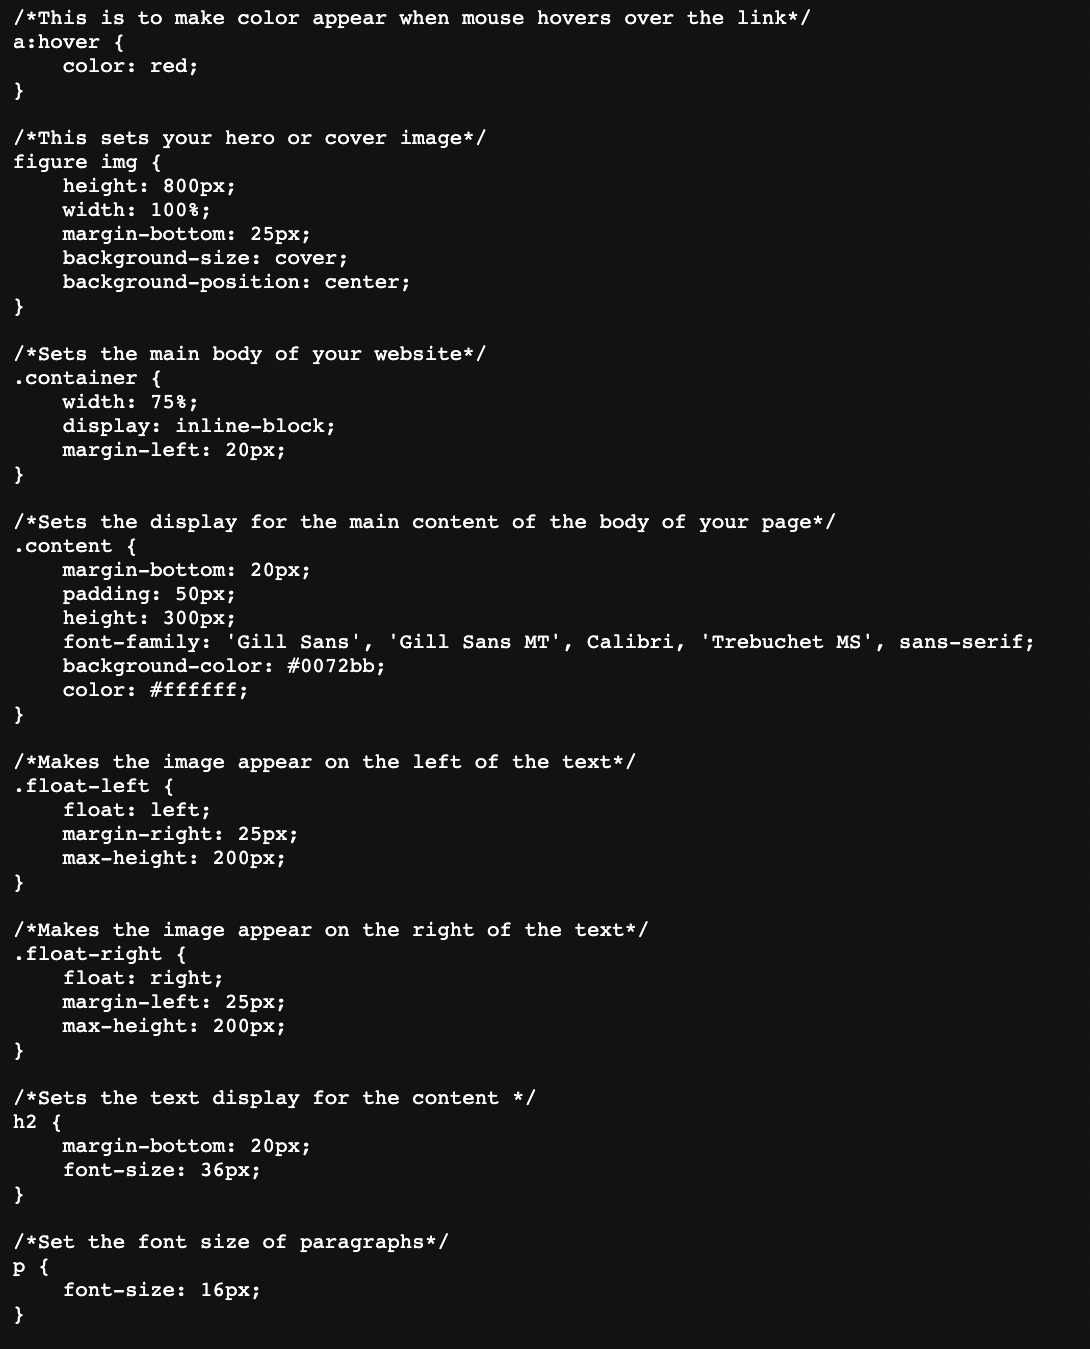 /*This is to make color appear when mouse hovers over the link*/
a:hover {
    color: red;
}

/*This sets your hero or cover image*/
figure img {
    height: 800px;
    width: 100%;
    margin-bottom: 25px;
    background-size: cover;
    background-position: center;
}

/*Sets the main body of your website*/
.container {
    width: 75%;
    display: inline-block;
    margin-left: 20px;
}

/*Sets the display for the main content of the body of your page*/
.content {
    margin-bottom: 20px;
    padding: 50px;
    height: 300px;
    font-family: 'Gill Sans', 'Gill Sans MT', Calibri, 'Trebuchet MS', sans-serif;
    background-color: #0072bb;
    color: #ffffff;
}

/*Makes the image appear on the left of the text*/
.float-left {
    float: left;
    margin-right: 25px;
    max-height: 200px;
}

/*Makes the image appear on the right of the text*/
.float-right {
    float: right;
    margin-left: 25px;
    max-height: 200px;
}

/*Sets the text display for the content */
h2 {
    margin-bottom: 20px;
    font-size: 36px;
}

/*Set the font size of paragraphs*/
p {
    font-size: 16px;
}